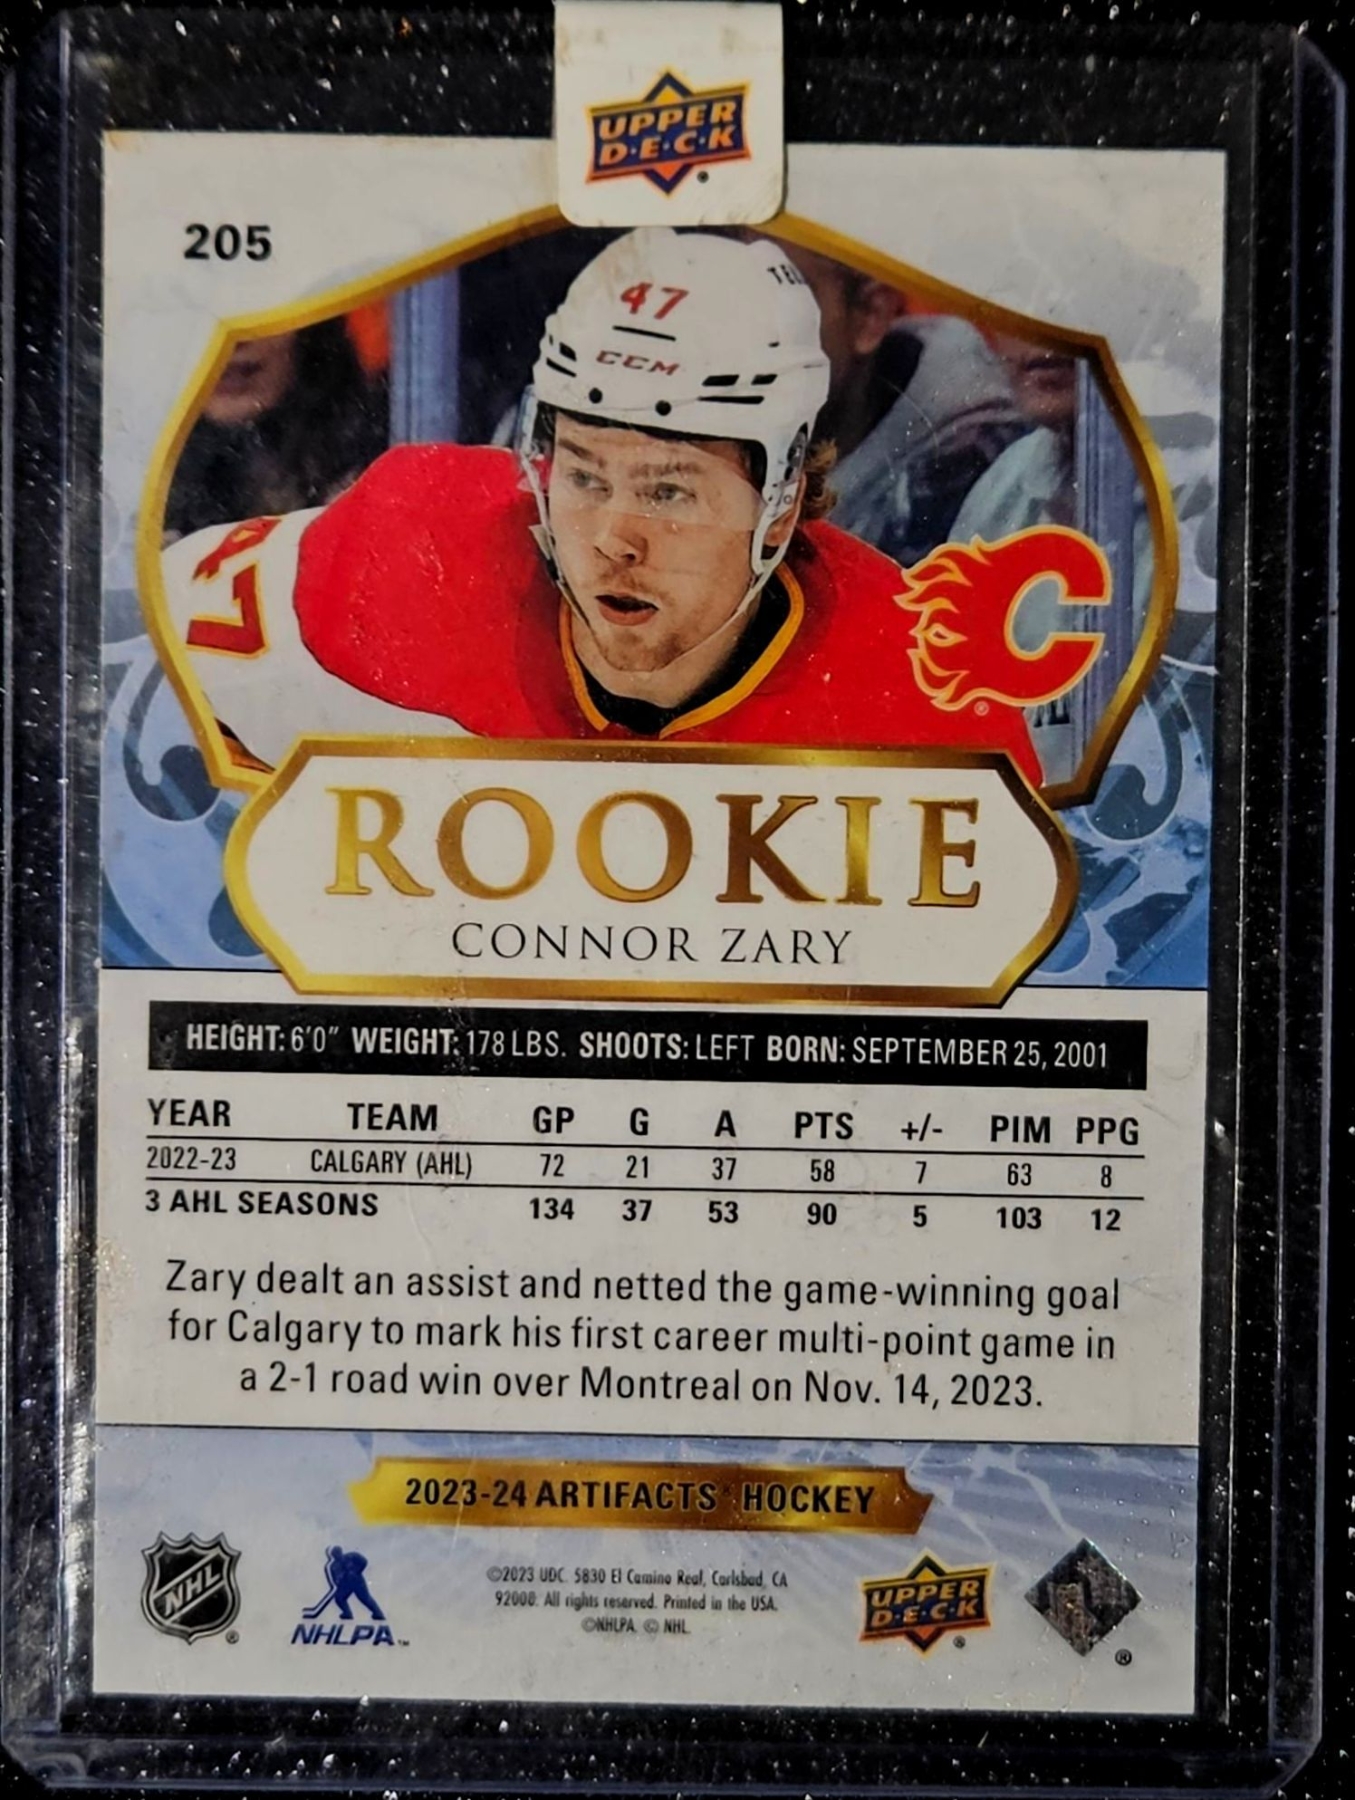 UPPER
D·E·C·K
205
47
TEA
CCM
47
C
®
ROOKIE
CONNOR ZARY
HEIGHT: 6'0" WEIGHT: 178 LBS. SHOOTS: LEFT BORN: SEPTEMBER 25, 2001
YEAR TEAM GP G A PTS +/- PIM PPG
2022-23 CALGARY (AHL) 72 21 37 58 7 63 8
3 AHL SEASONS 134 37 53 90 5 103 12
Zary dealt an assist and netted the game-winning goal
for Calgary to mark his first career multi-point game in
a 2-1 road win over Montreal on Nov. 14, 2023.
2023-24 ARTIFACTS® HOCKEY
NHL ®
NHLPA™
©2023 UDC. 5830 El Camino Real, Carlsbad, CA
92008. All rights reserved. Printed in the USA.
©NHLPA. © NHL.
UPPER
D·E·C·K ®
®